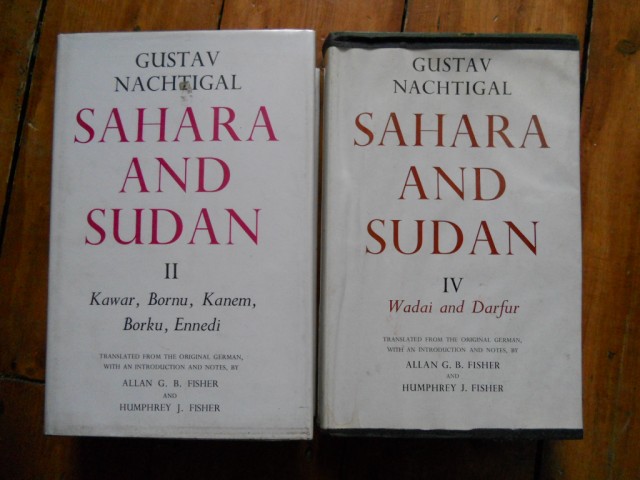 GUSTAV
NACHTIGAL
SAHARA
AND
SUDAN
II
Kawar, Bornu, Kanem,
Borku, Ennedi
TRANSLATED FROM THE ORIGINAL GERMAN,
WITH AN INTRODUCTION AND NOTES, BY
ALLAN G. B. FISHER
AND
HUMPHREY J. FISHER
GUSTAV
NACHTIGAL
SAHARA
AND
SUDAN
IV
Wadai and Darfur
TRANSLATED FROM THE ORIGINAL GERMAN,
WITH AN INTRODUCTION AND NOTES, BY
ALLAN G. B. FISHER
AND
HUMPHREY J. FISHER